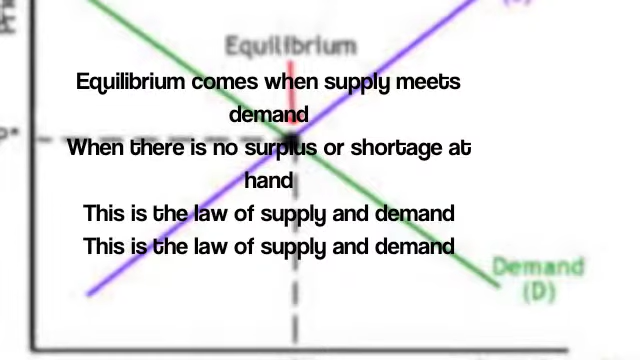 Equilibrium
Equilibrium comes when supply meets
demand
When there is no surplus or shortage at
hand
This is the law of supply and demand
This is the law of supply and demand
Demand
(D)